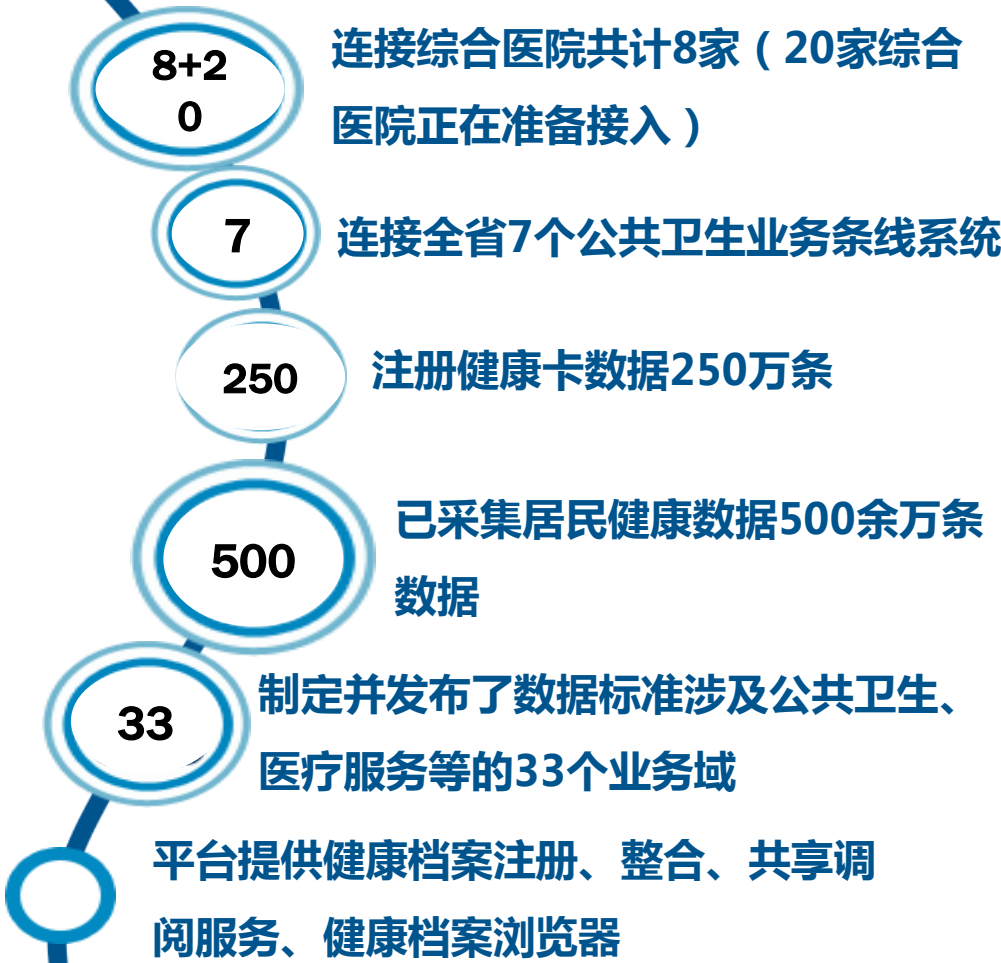 8+2
0
连接综合医院共计8家（20家综合
医院正在准备接入）
7
连接全省7个公共卫生业务条线系统
250
注册健康卡数据250万条
500
已采集居民健康数据500余万条
数据
33
制定并发布了数据标准涉及公共卫生、
医疗服务等的33个业务域
平台提供健康档案注册、整合、共享调
阅服务、健康档案浏览器